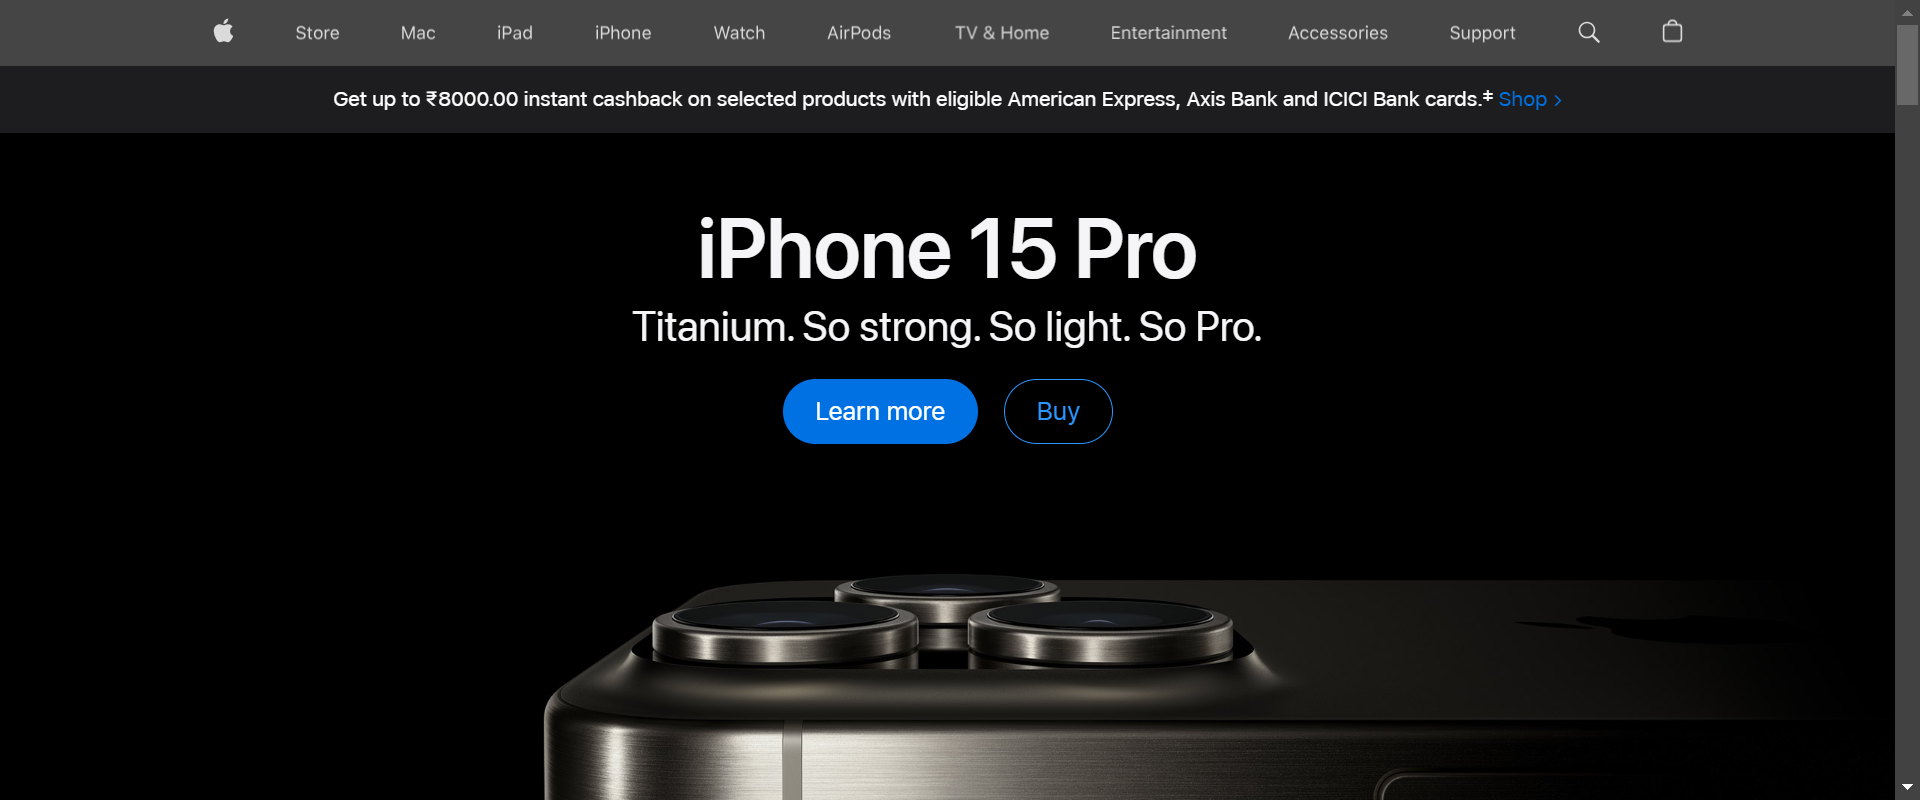 Store Mac iPad iPhone Watch AirPods TV & Home Entertainment Accessories Support
Get up to ₹8000.00 instant cashback on selected products with eligible American Express, Axis Bank and ICICI Bank cards.‡ Shop >
iPhone 15 Pro
Titanium. So strong. So light. So Pro.
Learn more Buy